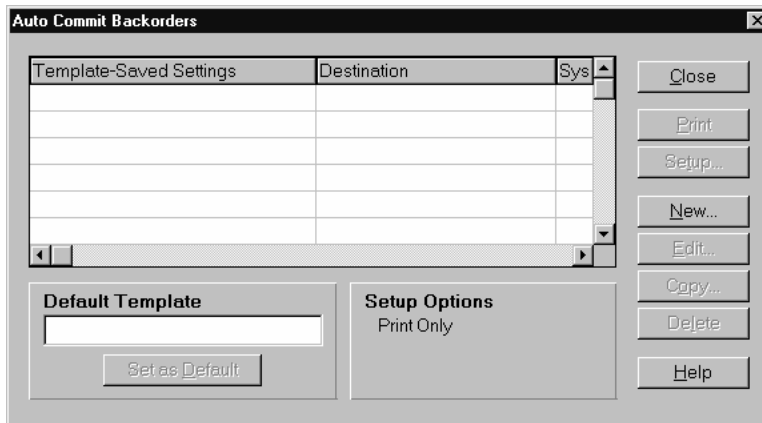 Auto Commit Backorders
Template-Saved Settings Destination Sys
Close
Print
Setup...
New...
Edit...
Copy...
Delete
Help
Default Template
Set as Default
Setup Options
Print Only